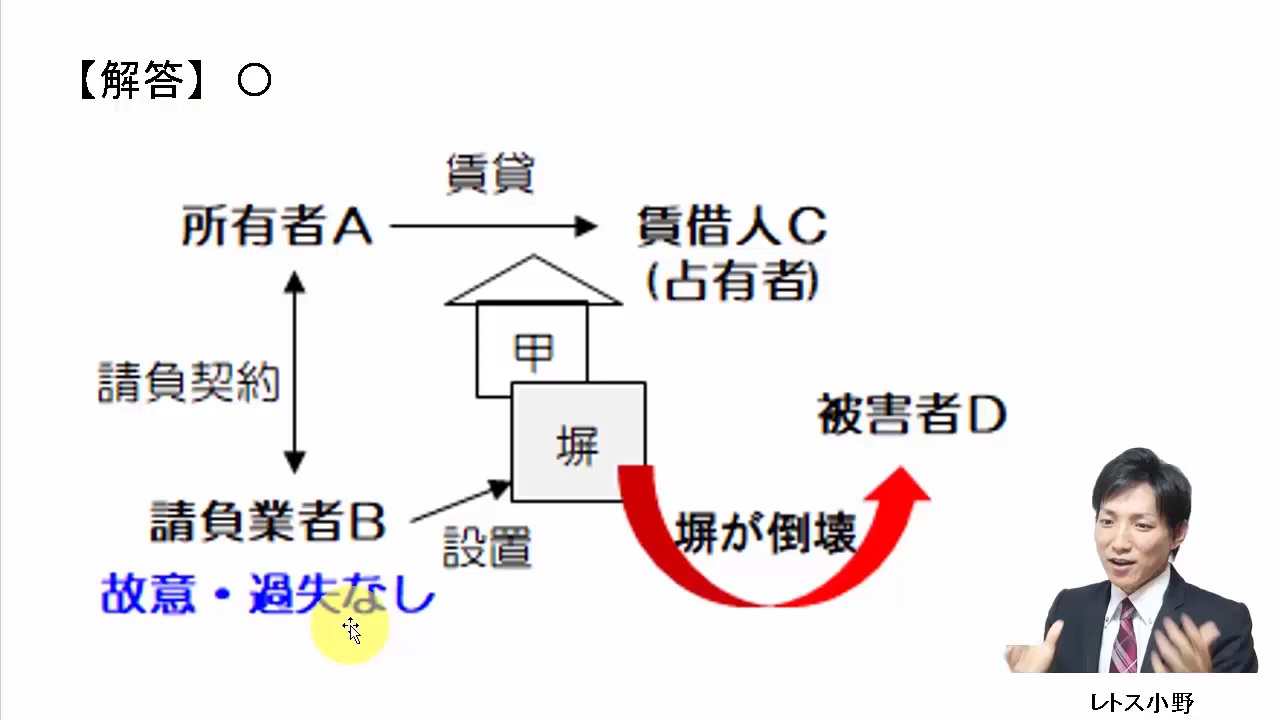 【解答】 ○
賃貸
所有者A
賃借人C
(占有者)
甲
請負契約
塀
被害者D
請負業者B
設置
塀が倒壊
故意・過失なし
レトス小野